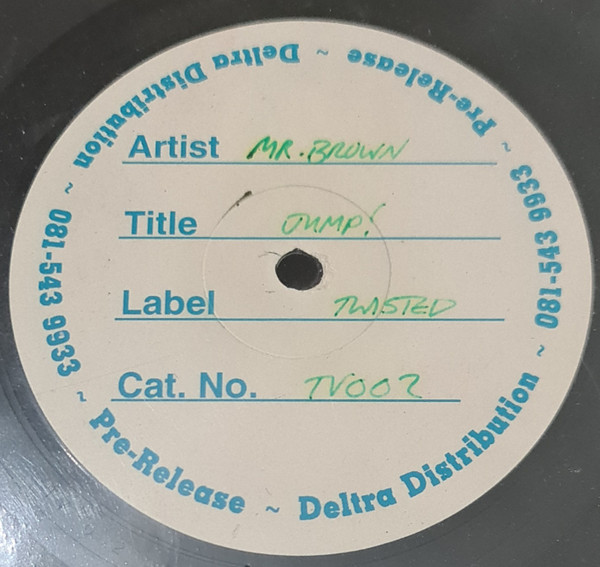 Deltra Distribution ~ Pre-Release ~ 081-543 9933 ~ Deltra Distribution ~ Pre-Release ~ 081-543 9933 ~
Artist MR. BROWN
Title JUMP!
Label TWISTED
Cat. No. TV002